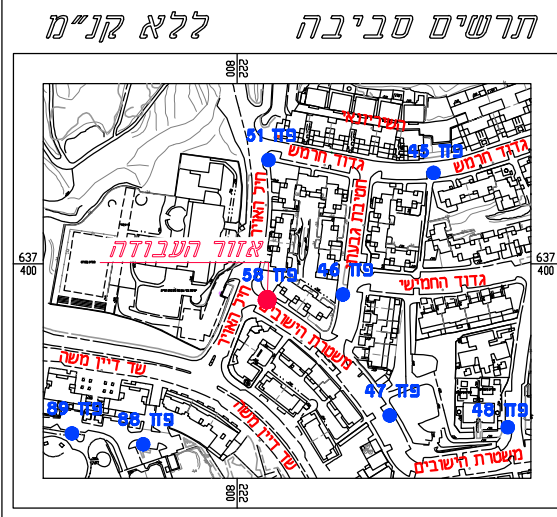 תרשים סביבה
ללא קנ"מ
800
222
השיריונאי
פח 51
גדוד חרמש
פח 45
גדוד חרמש
חיל האויר
חטיבת גבעתי
אזור העבודה
637
400
637
400
פח 58
פח 46
גדוד החמישי
חיל האויר
משטרת הישובים
שד דיין משה
שד דיין משה
פח 47
פח 48
פח 89
פח 88
משטרת הישובים
800
222